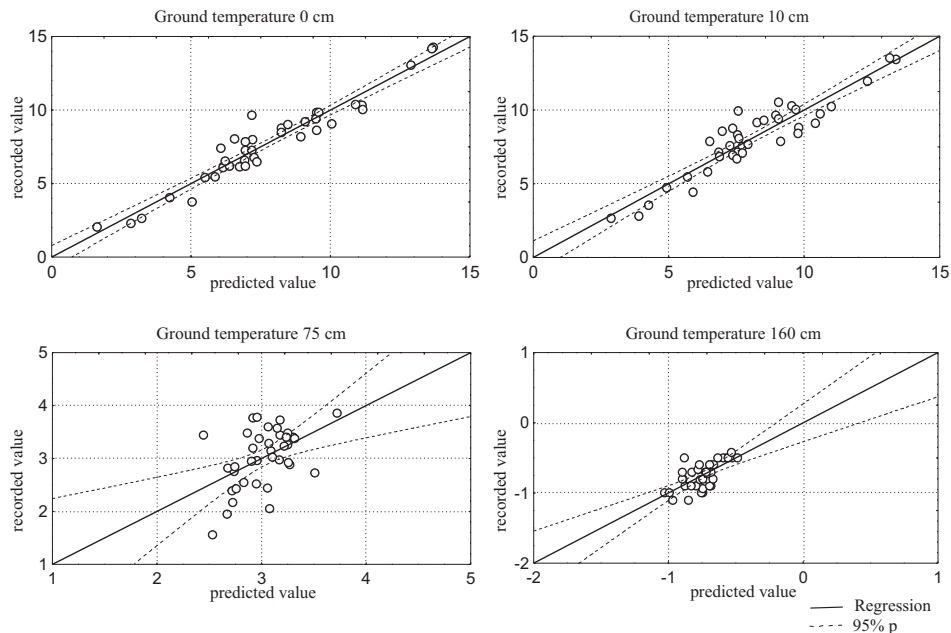 Ground temperature 0 cm
15
10
5
0
recorded value
0
5
10
15
predicted value
Ground temperature 10 cm
15
10
5
0
recorded value
0
5
10
15
predicted value
Ground temperature 75 cm
5
4
3
2
1
recorded value
1
2
3
4
5
predicted value
Ground temperature 160 cm
1
0
-1
-2
recorded value
-2
-1
0
1
predicted value
Regression
95% p